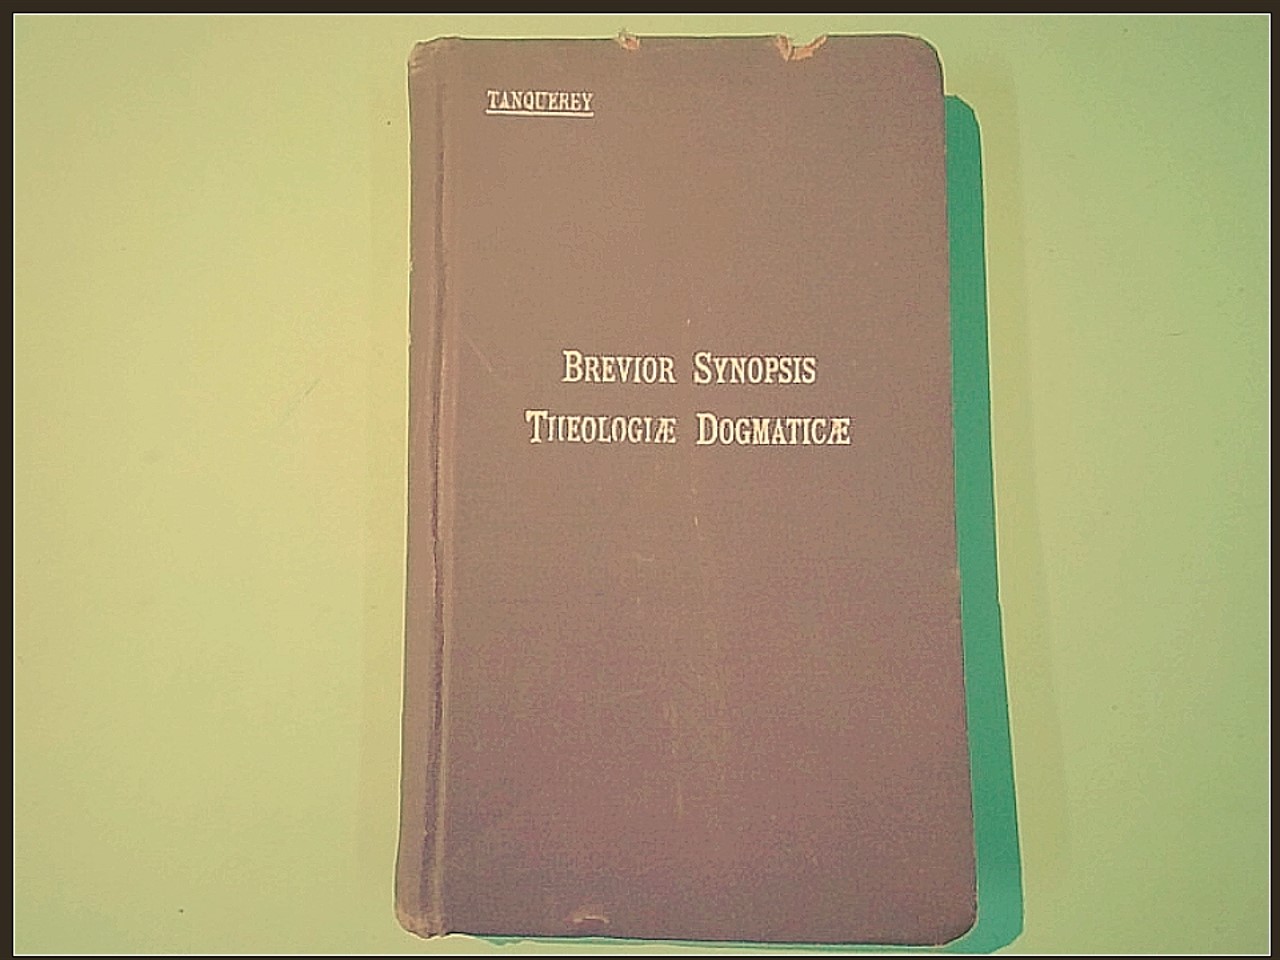 TANQUEREY
BREVIOR SYNOPSIS
THEOLOGIÆ DOGMATICÆ